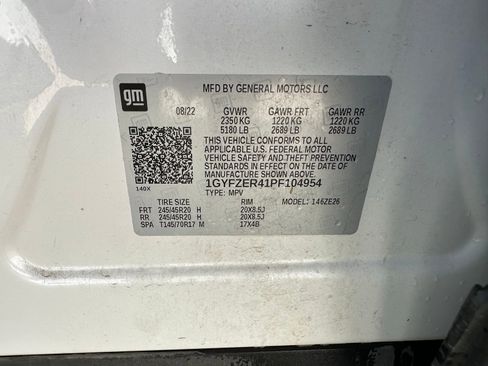 gm
MFD BY GENERAL MOTORS LLC
08/22 GVWR GAWR FRT GAWR RR
2350 KG 1220 KG 1220 KG
5180 LB 2689 LB 2689 LB
THIS VEHICLE CONFORMS TO ALL
APPLICABLE U.S. FEDERAL MOTOR
VEHICLE SAFETY AND THEFT PREVENTION
STANDARDS IN EFFECT ON THE DATE OF
MANUFACTURE SHOWN ABOVE.
1GYFZER41PF104954
140X TYPE: MPV
TIRE SIZE RIM MODEL: 146ZE26
FRT 245/45R20 H 20X8.5J
RR 245/45R20 H 20X8.5J
SPA T145/70R17 M 17X4B